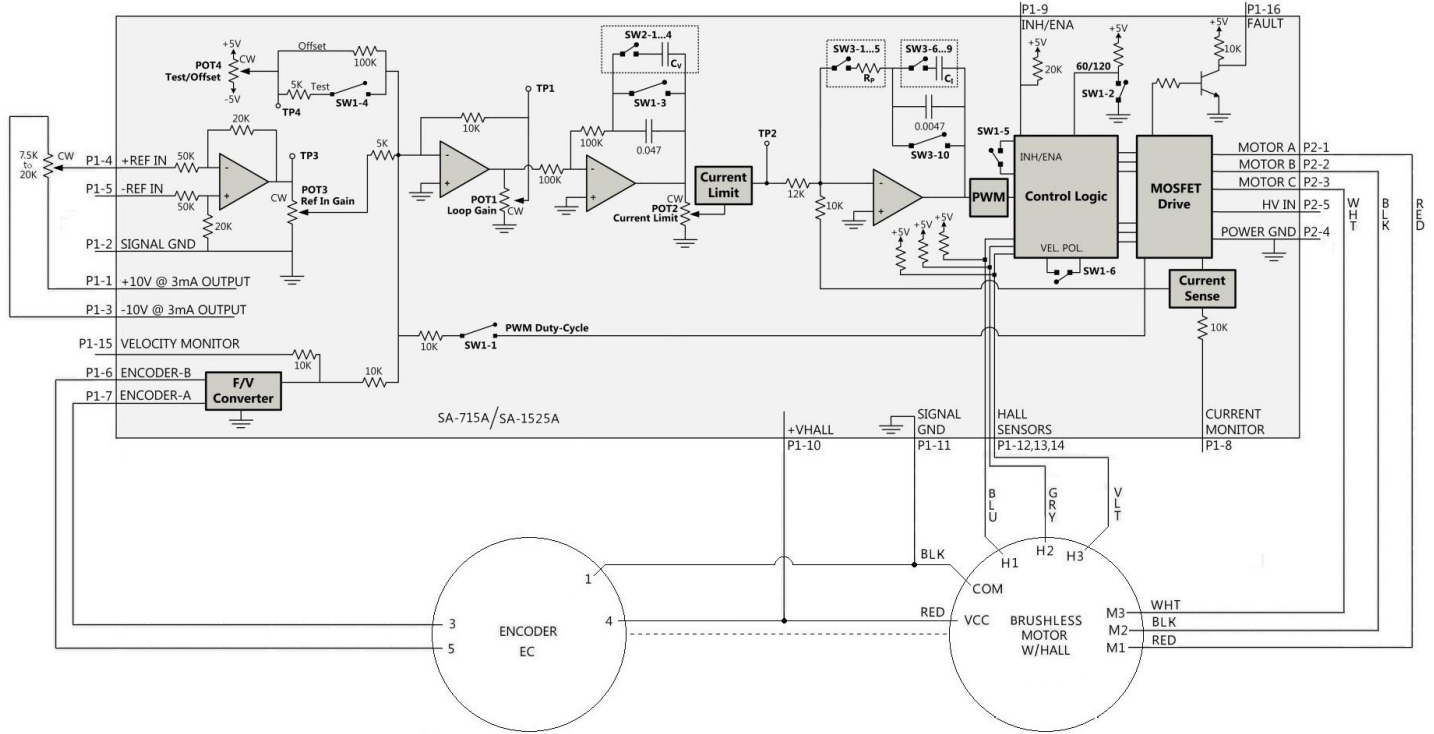 P1-9
INH/ENA
P1-16
FAULT
+5V
POT4
Test/Offset
CW
-5V
Offset
100K
5K
Test
SW1-4
TP4
SW2-1...4
Cv
SW1-3
100K
0.047
TP1
10K
SW3-1...5
RP
SW3-6...9
CI
0.0047
SW3-10
+5V
20K
60/120
+5V
SW1-2
+5V
10K
7.5K
to
20K
CW
P1-4
+REF IN
50K
20K
-
+
TP3
P1-5
-REF IN
50K
20K
CW
POT3
Ref In Gain
5K
-
+
100K
POT1
Loop Gain
CW
-
+
CW
POT2
Current Limit
Current
Limit
TP2
12K
10K
-
+
PWM
SW1-5
INH/ENA
Control Logic
VEL. POL.
SW1-6
MOSFET
Drive
MOTOR A
P2-1
MOTOR B
P2-2
MOTOR C
P2-3
HV IN
P2-5
POWER GND
P2-4
WHT
BLK
RED
+5V
+5V
+5V
P1-2
SIGNAL GND
P1-1
+10V @ 3mA OUTPUT
P1-3
-10V @ 3mA OUTPUT
Current
Sense
10K
10K
SW1-1
PWM Duty-Cycle
P1-15
VELOCITY MONITOR
10K
10K
P1-6
ENCODER-B
P1-7
ENCODER-A
F/V
Converter
SA-715A/SA-1525A
+VHALL
P1-10
SIGNAL
GND
P1-11
HALL
SENSORS
P1-12,13,14
CURRENT
MONITOR
P1-8
BLU
GRY
VLT
H1
H2
H3
BLK
1
COM
4
RED
VCC
3
5
ENCODER
EC
BRUSHLESS
MOTOR
W/HALL
M3
WHT
M2
BLK
M1
RED